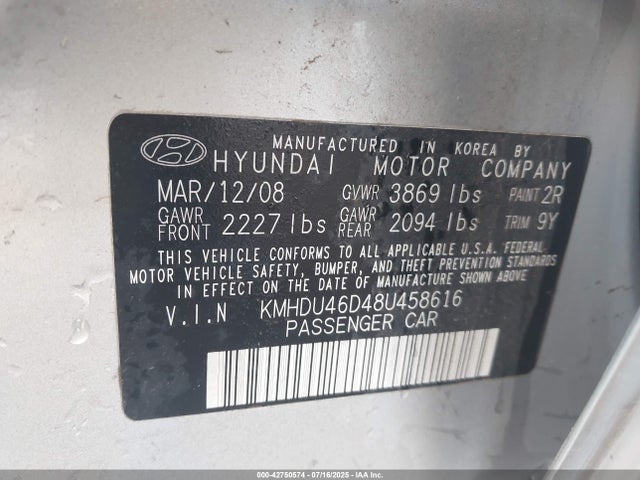 MANUFACTURED IN KOREA BY
HYUNDAI MOTOR COMPANY
MAR/12/08 GVWR 3869 lbs PAINT 2R
GAWR FRONT 2227 lbs GAWR REAR 2094 lbs TRIM 9Y
THIS VEHICLE CONFORMS TO ALL APPLICABLE U.S.A. FEDERAL
MOTOR VEHICLE SAFETY, BUMPER, AND THEFT PREVENTION STANDARDS
IN EFFECT ON THE DATE OF MANUFACTURE SHOWN ABOVE.
V.I.N KMHDU46D48U458616
PASSENGER CAR
000-42750574 | 07/16/2025 | IAAI.COM